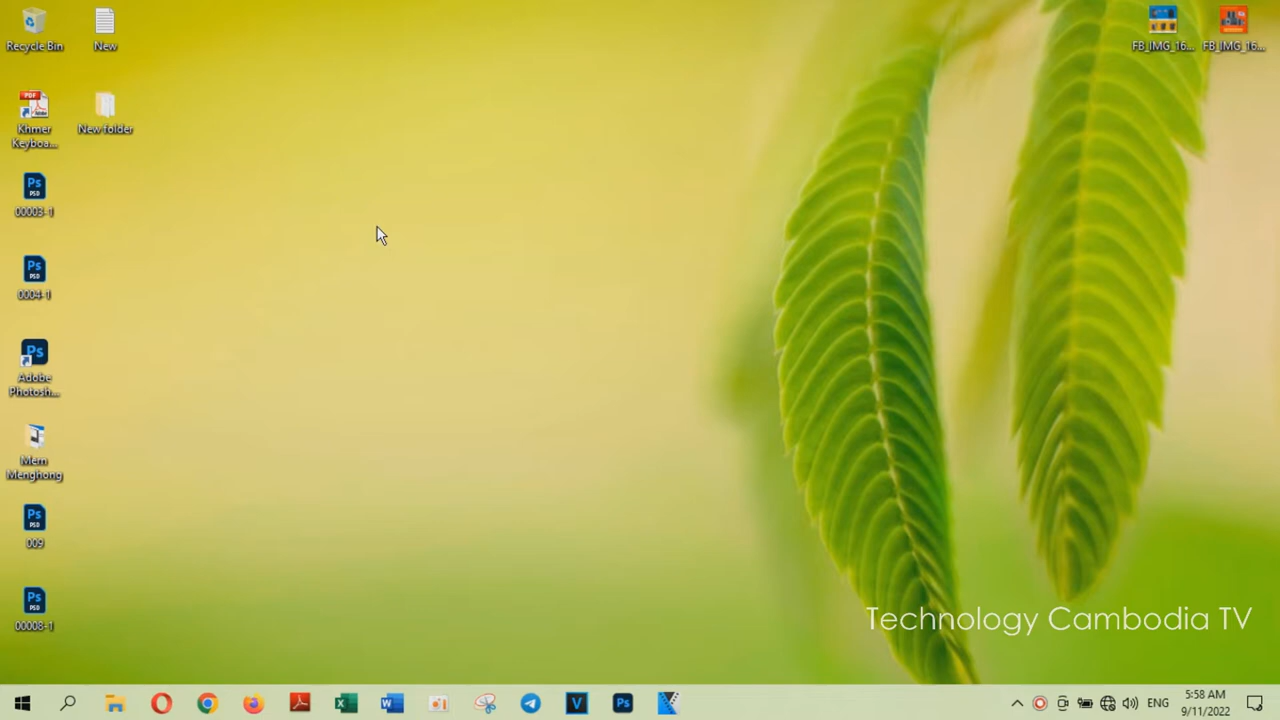 Recycle Bin
New
FB_IMG_16...
FB_IMG_16...
Khmer
Keyboa...
New folder
00003-1
0004-1
Adobe
Photosh...
Mern
Menghong
009
00008-1
Technology Cambodia TV
ENG
5:58 AM
9/11/2022